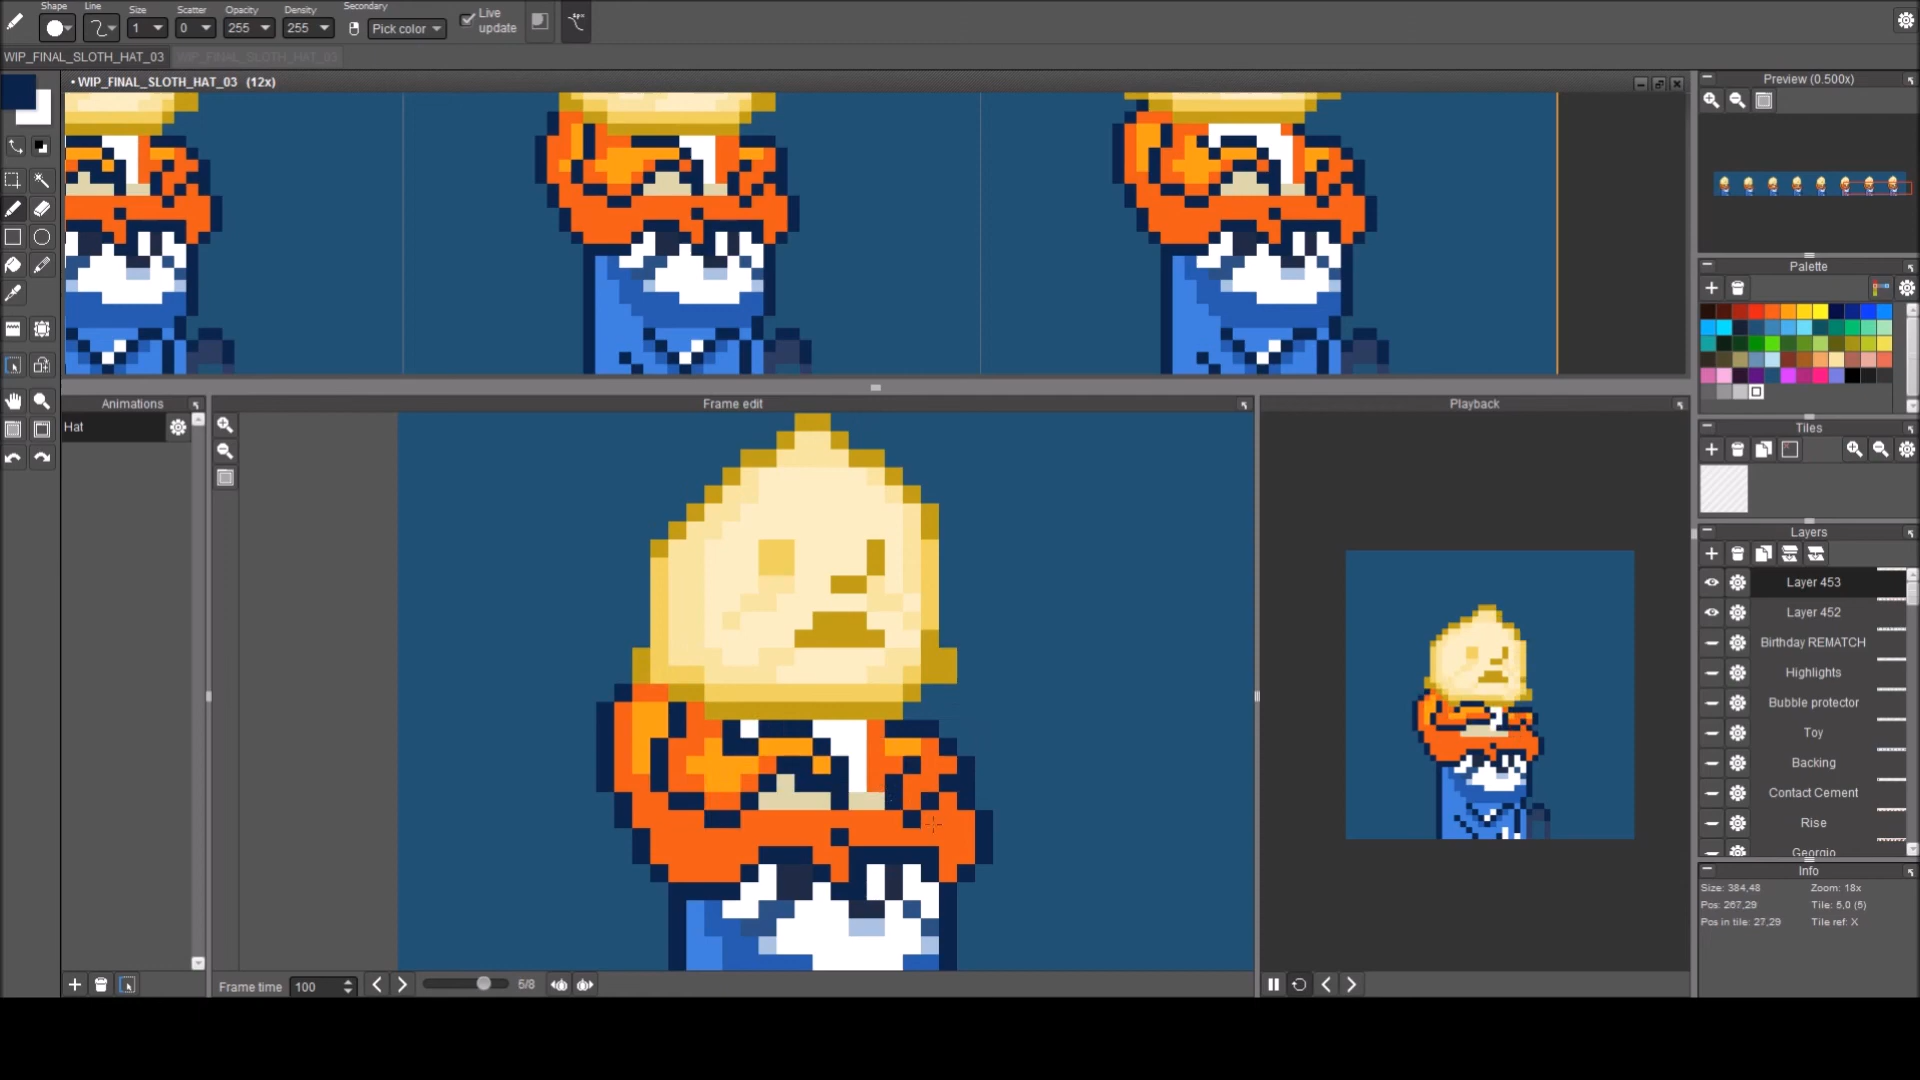 Shape Line Size Scatter Opacity Density Secondary
1 0 255 255 Pick color Live update
WIP_FINAL_SLOTH_HAT_03 WIP_FINAL_SLOTH_HAT_03
• WIP_FINAL_SLOTH_HAT_03 (12x)
Preview (0.500x)
Palette
Animations
Frame edit
Playback
Hat
Tiles
Layers
Layer 453
Layer 452
Birthday REMATCH
Highlights
Bubble protector
Toy
Backing
Contact Cement
Rise
Georgio
Info
Size: 384,48 Zoom: 18x
Pos: 267,29 Tile: 5,0 (5)
Pos in tile: 27,29 Tile ref: X
Frame time 100 5/8